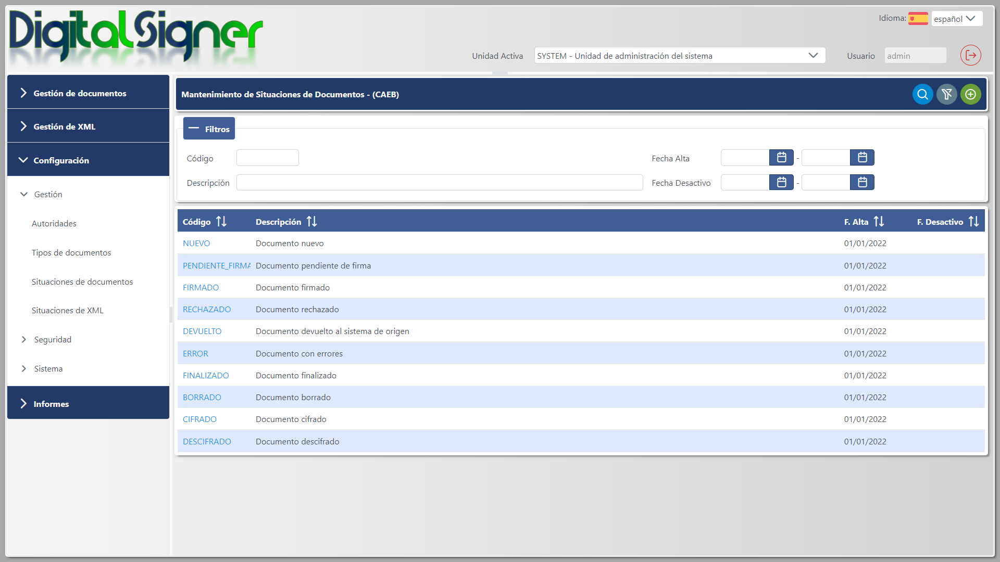 DigitalSigner
Idioma: español
Unidad Activa SYSTEM - Unidad de administración del sistema Usuario admin
Gestión de documentos
Gestión de XML
Configuración
Gestión
Autoridades
Tipos de documentos
Situaciones de documentos
Situaciones de XML
Seguridad
Sistema
Informes
Mantenimiento de Situaciones de Documentos - (CAEB)
Filtros
Código Fecha Alta -
Descripción Fecha Desactivo -
Código Descripción F. Alta F. Desactivo
NUEVO Documento nuevo 01/01/2022
PENDIENTE_FIRMA Documento pendiente de firma 01/01/2022
FIRMADO Documento firmado 01/01/2022
RECHAZADO Documento rechazado 01/01/2022
DEVUELTO Documento devuelto al sistema de origen 01/01/2022
ERROR Documento con errores 01/01/2022
FINALIZADO Documento finalizado 01/01/2022
BORRADO Documento borrado 01/01/2022
CIFRADO Documento cifrado 01/01/2022
DESCIFRADO Documento descifrado 01/01/2022